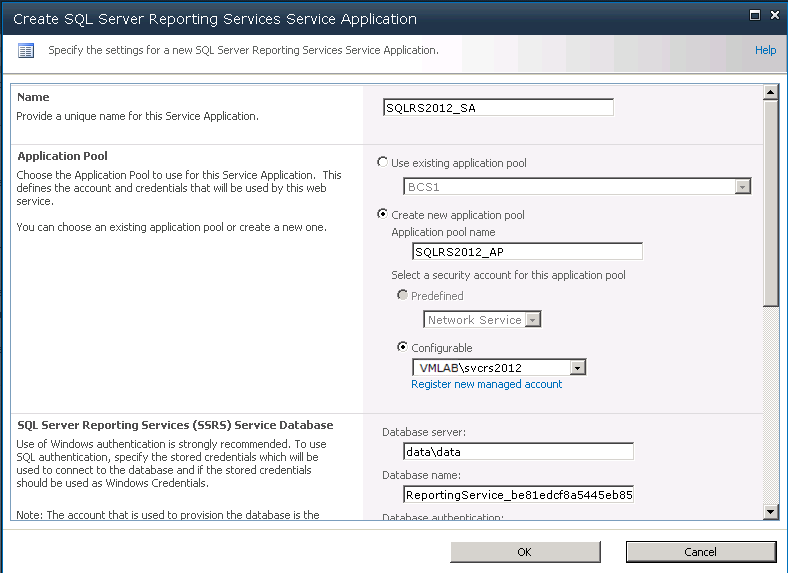 Create SQL Server Reporting Services Service Application
Specify the settings for a new SQL Server Reporting Services Service Application.
Help
Name
Provide a unique name for this Service Application.
SQLRS2012_SA
Application Pool
Choose the Application Pool to use for this Service Application. This
defines the account and credentials that will be used by this web
service.
You can choose an existing application pool or create a new one.
Use existing application pool
BCS1
Create new application pool
Application pool name
SQLRS2012_AP
Select a security account for this application pool
Predefined
Network Service
Configurable
VMLAB\svcrs2012
Register new managed account
SQL Server Reporting Services (SSRS) Service Database
Use of Windows authentication is strongly recommended. To use
SQL authentication, specify the stored credentials which will be
used to connect to the database and if the stored credentials
should be used as Windows Credentials.
Note: The account that is used to provision the database is the
Database server:
data\data
Database name:
ReportingService_be81edcf8a5445eb85
Database authentication:
OK
Cancel